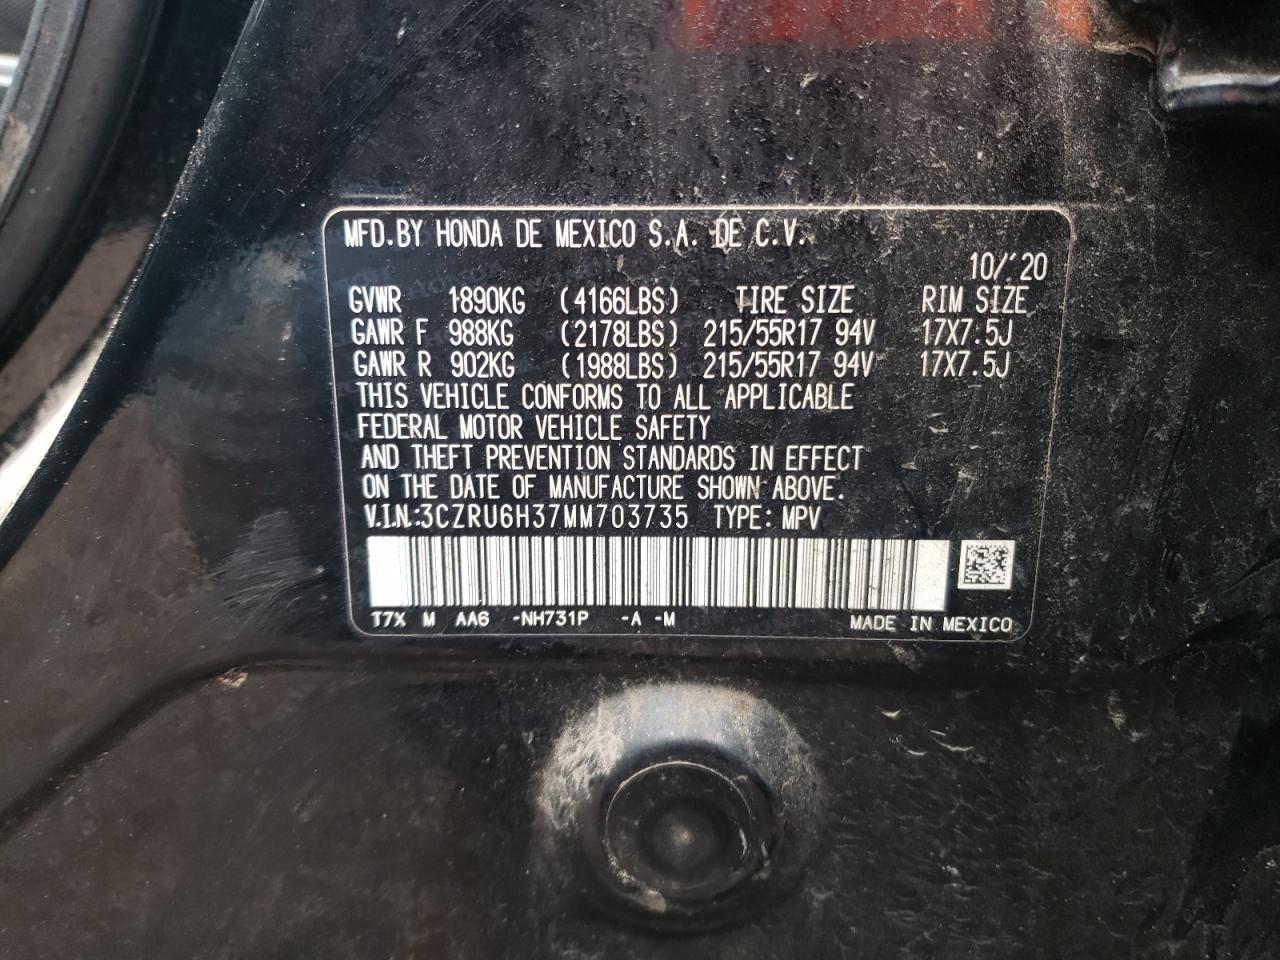 MFD.BY HONDA DE MEXICO S.A. DE C.V.
10/'20
GVWR 1890KG (4166LBS) TIRE SIZE RIM SIZE
GAWR F 988KG (2178LBS) 215/55R17 94V 17X7.5J
GAWR R 902KG (1988LBS) 215/55R17 94V 17X7.5J
THIS VEHICLE CONFORMS TO ALL APPLICABLE
FEDERAL MOTOR VEHICLE SAFETY
AND THEFT PREVENTION STANDARDS IN EFFECT
ON THE DATE OF MANUFACTURE SHOWN ABOVE.
V.I.N.:3CZRU6H37MM703735 TYPE: MPV
T7X M AA6 -NH731P -A -M MADE IN MEXICO